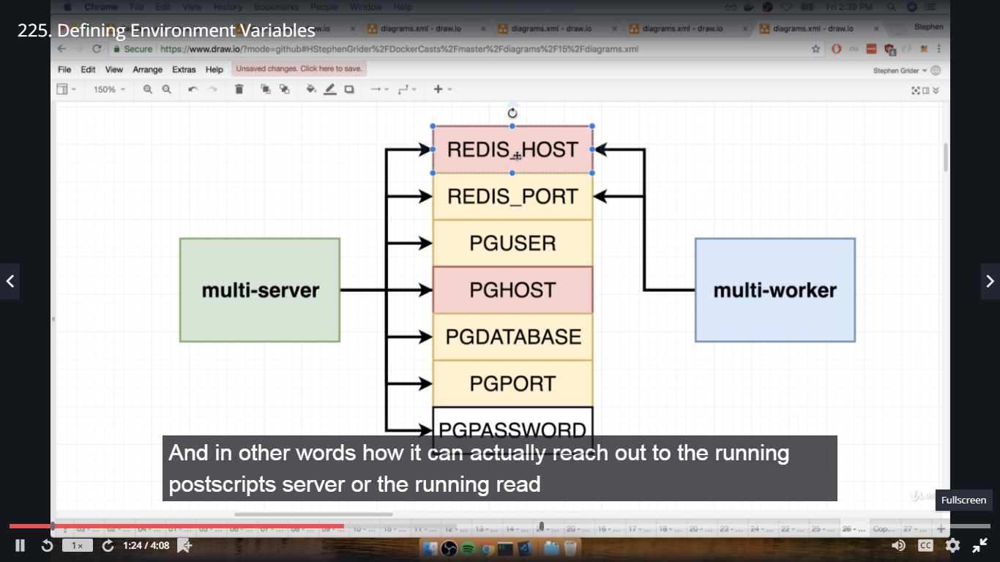 Chrome File Edit View History Bookmarks People Window Help Fri 2:39 PM
225. Defining Environment Variables
diagrams.xml - draw.io diagrams.xml - draw.io diagrams.xml - draw.io diagrams.xml - draw.io Stephen
Secure https://www.draw.io/?mode=github#HStephenGrider%2FDockerCasts%2Fmaster%2Fdiagrams%2F15%2Fdiagrams.xml
File Edit View Arrange Extras Help Unsaved changes. Click here to save. Stephen Grider
150%
REDIS_HOST
REDIS_PORT
PGUSER
multi-server
PGHOST
multi-worker
PGDATABASE
PGPORT
PGPASSWORD
And in other words how it can actually reach out to the running
postscripts server or the running read
Fullscreen
1x 1:24 / 4:08 CC